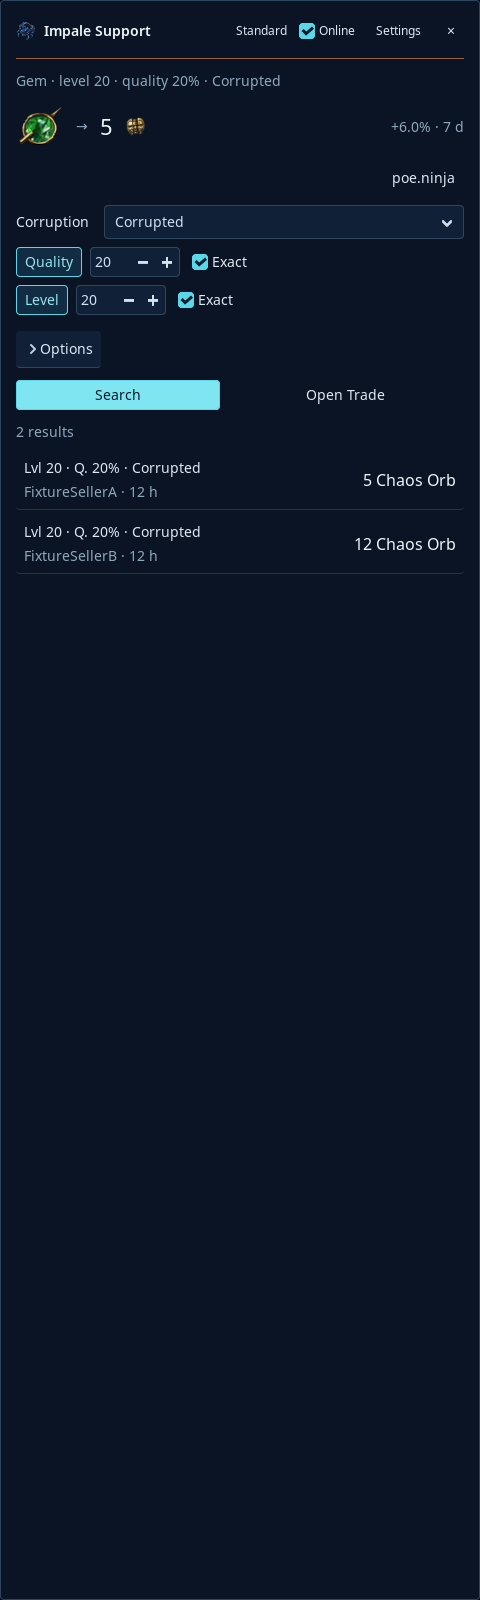 Impale Support Standard Online Settings ×
Gem · level 20 · quality 20% · Corrupted
→ 5 +6.0% · 7 d
poe.ninja
Corruption Corrupted
Quality 20 − + Exact
Level 20 − + Exact
Options
Search Open Trade
2 results
Lvl 20 · Q. 20% · Corrupted
5 Chaos Orb
FixtureSellerA · 12 h
Lvl 20 · Q. 20% · Corrupted
12 Chaos Orb
FixtureSellerB · 12 h